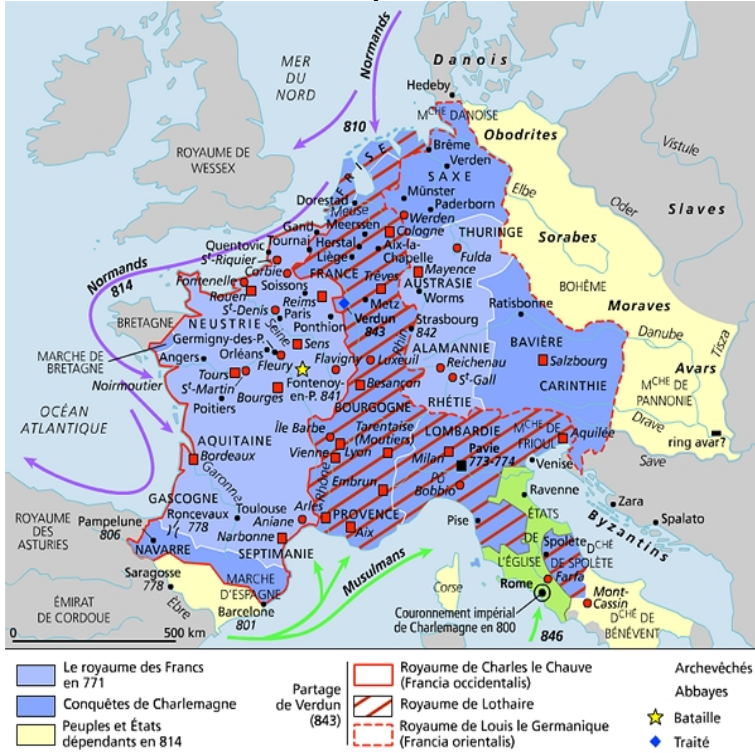 Normands
MER
DU
NORD
Danois
Hedeby
Mche DANOISE
Obodrites
810
Brême
Verden
SAXE
FRISE
Vistule
ROYAUME DE
WESSEX
Dorestad
Meuse
Münster
Paderborn
Elbe
Oder
Slaves
Gand
Meerssen
Werden
Cologne
THURINGE
Sorabes
Quentovic
Tournai
Herstal
Aix-la-
Chapelle
Fulda
St-Riquier
Liège
Corbie
FRANCE
Trèves
Mayence
AUSTRASIE
BOHÊME
Normands
814
Fontenelle
Rouen
Soissons
Reims
Metz
Worms
Moraves
St-Denis
Paris
Verdun
843
Strasbourg
842
Ratisbonne
BRETAGNE
NEUSTRIE
Ponthion
Rhin
Danube
Tisza
Germigny-des-P.
Seine
Sens
ALAMANNIE
BAVIÈRE
MARCHE DE
BRETAGNE
Angers
Orléans
Flavigny
Luxeuil
Reichenau
Salzbourg
Avars
Fleury
St-Gall
Mche DE
PANNONIE
Noirmoutier
Tours
St-Martin
Fontenoy-
en-P. 841
Besançon
CARINTHIE
Bourges
RHÉTIE
Poitiers
BOURGOGNE
Drave
ring avar?
OCÉAN
ATLANTIQUE
Île Barbe
Tarentaise
(Moutiers)
LOMBARDIE
Mche DE
FRIOUL
Aquilée
AQUITAINE
Vienne
Lyon
Milan
Pavie
773-774
Save
Bordeaux
Embrun
Pô
Bobbio
Venise
Garonne
Rhône
Ravenne
Zara
GASCOGNE
Toulouse
Arles
PROVENCE
Pise
ÉTATS
DE
L'ÉGLISE
Byzantins
Spalato
Roncevaux
778
Aniane
Aix
ROYAUME
DES
ASTURIES
Pampelune
806
Narbonne
Spolète
Dché
DE SPOLÈTE
NAVARRE
SEPTIMANIE
Musulmans
Farfa
Saragosse
778
MARCHE
D'ESPAGNE
Corse
Rome
Mont-
Cassin
Èbre
Barcelone
801
Couronnement impérial
de Charlemagne en 800
ÉMIRAT
DE CORDOUE
Dché DE
BÉNÉVENT
0 500 km
846
Le royaume des Francs
en 771
Conquêtes de Charlemagne
Peuples et États
dépendants en 814
Partage
de Verdun
(843)
Royaume de Charles le Chauve
(Francia occidentalis)
Royaume de Lothaire
Royaume de Louis le Germanique
(Francia orientalis)
Archevêchés
Abbayes
Bataille
Traité